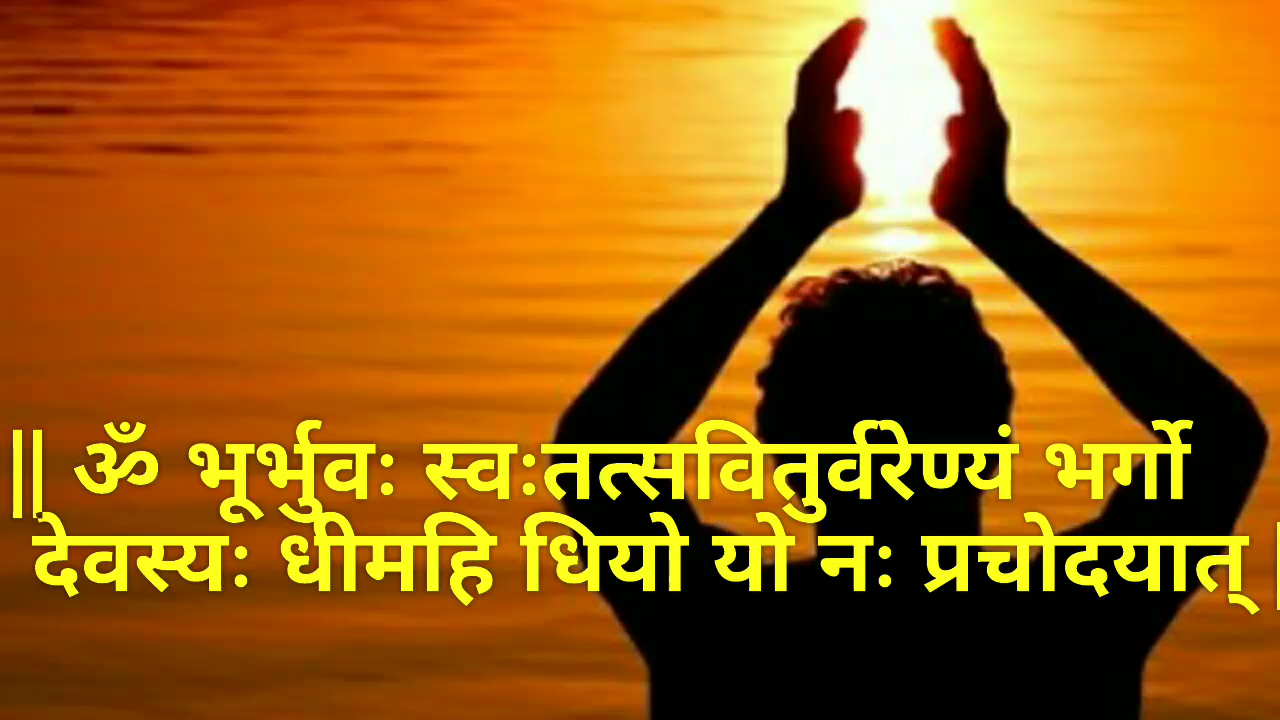 || ॐ भूर्भुवः स्वःतत्सवितुर्वरेण्यं भर्गो
देवस्यः धीमहि धियो यो नः प्रचोदयात् |